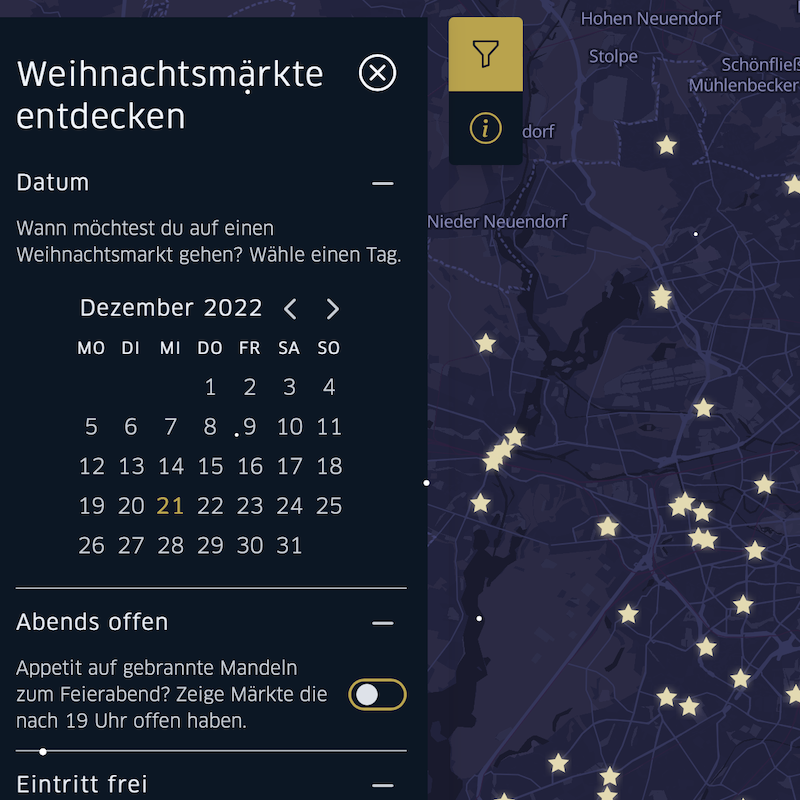 Weihnachtsmärkte
entdecken
Datum
Wann möchtest du auf einen
Weihnachtsmarkt gehen? Wähle einen Tag.
Dezember 2022
MO DI MI DO FR SA SO
1 2 3 4
5 6 7 8 9 10 11
12 13 14 15 16 17 18
19 20 21 22 23 24 25
26 27 28 29 30 31
Abends offen
Appetit auf gebrannte Mandeln
zum Feierabend? Zeige Märkte die
nach 19 Uhr offen haben.
Eintritt frei
i
Hohen Neuendorf
Stolpe
Schönfließ
Mühlenbecker
dorf
Nieder Neuendorf